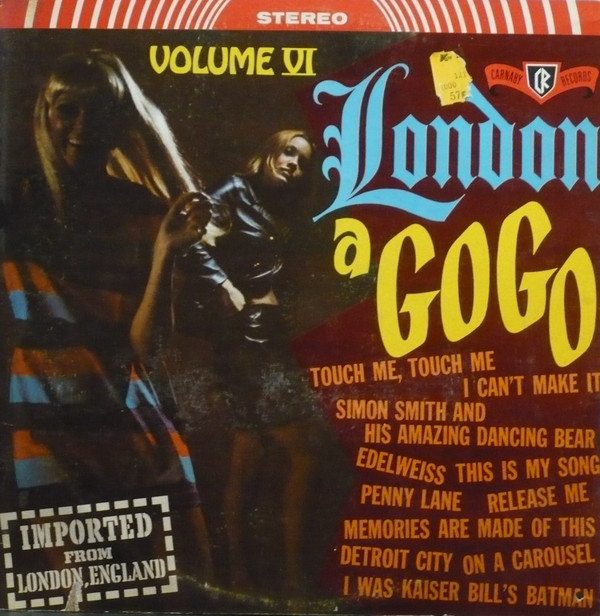 STEREO
VOLUME VI
CARNABY CR RECORDS
57¢
London
a GOGO
TOUCH ME, TOUCH ME
I CAN'T MAKE IT
SIMON SMITH AND
HIS AMAZING DANCING BEAR
EDELWEISS THIS IS MY SONG
PENNY LANE RELEASE ME
MEMORIES ARE MADE OF THIS
DETROIT CITY ON A CAROUSEL
I WAS KAISER BILL'S BATMAN
IMPORTED
FROM
LONDON, ENGLAND